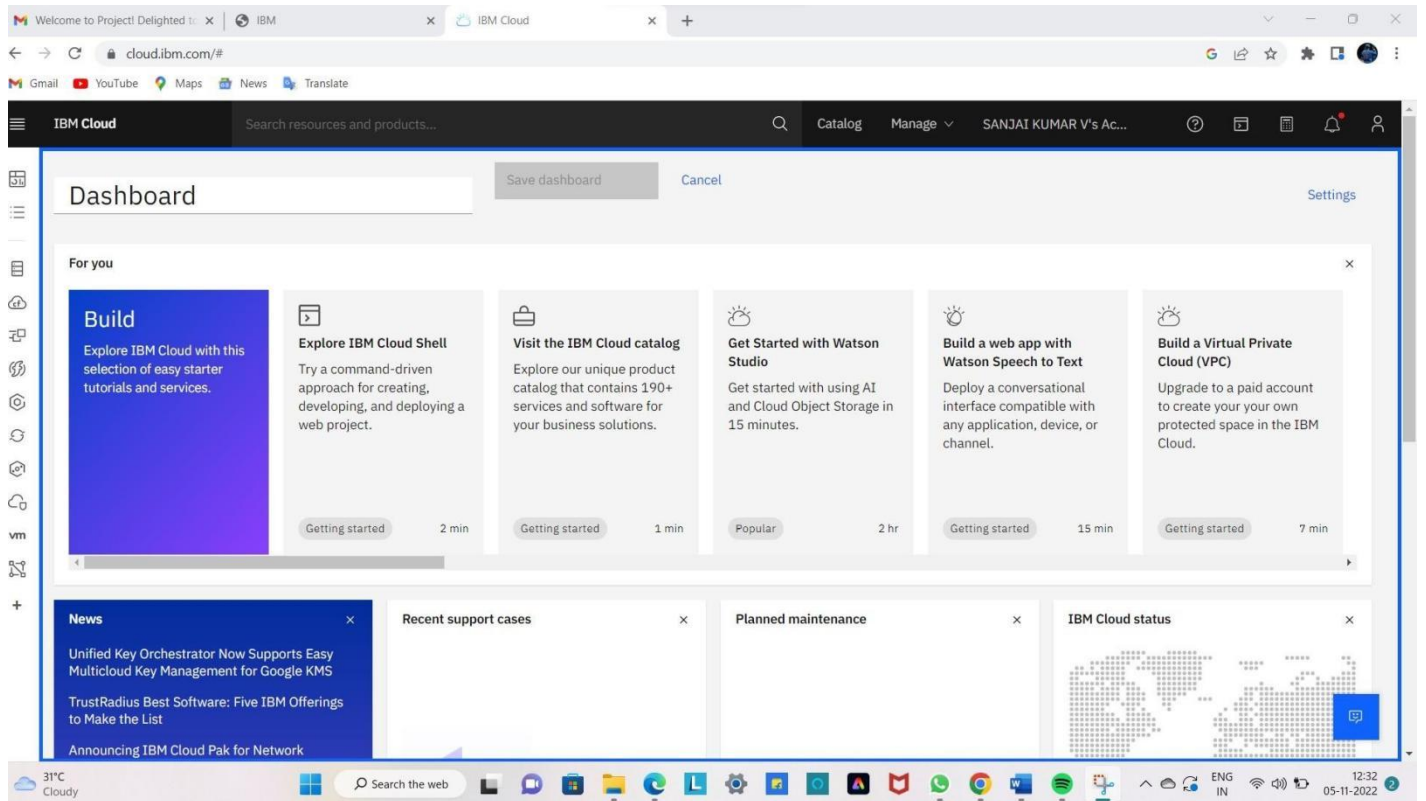 Welcome to Project! Delighted to
IBM
IBM Cloud
cloud.ibm.com/#
Gmail YouTube Maps News Translate
IBM Cloud
Search resources and products...
Catalog
Manage
SANJAI KUMAR V's Ac...
Dashboard
Save dashboard
Cancel
Settings
For you
Build
Explore IBM Cloud with this
selection of easy starter
tutorials and services.
Explore IBM Cloud Shell
Try a command-driven
approach for creating,
developing, and deploying a
web project.
Getting started
2 min
Visit the IBM Cloud catalog
Explore our unique product
catalog that contains 190+
services and software for
your business solutions.
Getting started
1 min
Get Started with Watson
Studio
Get started with using AI
and Cloud Object Storage in
15 minutes.
Popular
2 hr
Build a web app with
Watson Speech to Text
Deploy a conversational
interface compatible with
any application, device, or
channel.
Getting started
15 min
Build a Virtual Private
Cloud (VPC)
Upgrade to a paid account
to create your your own
protected space in the IBM
Cloud.
Getting started
7 min
vm
News
Unified Key Orchestrator Now Supports Easy
Multicloud Key Management for Google KMS
TrustRadius Best Software: Five IBM Offerings
to Make the List
Announcing IBM Cloud Pak for Network
Recent support cases
Planned maintenance
IBM Cloud status
31°C
Cloudy
Search the web
ENG
IN
12:32
05-11-2022
2